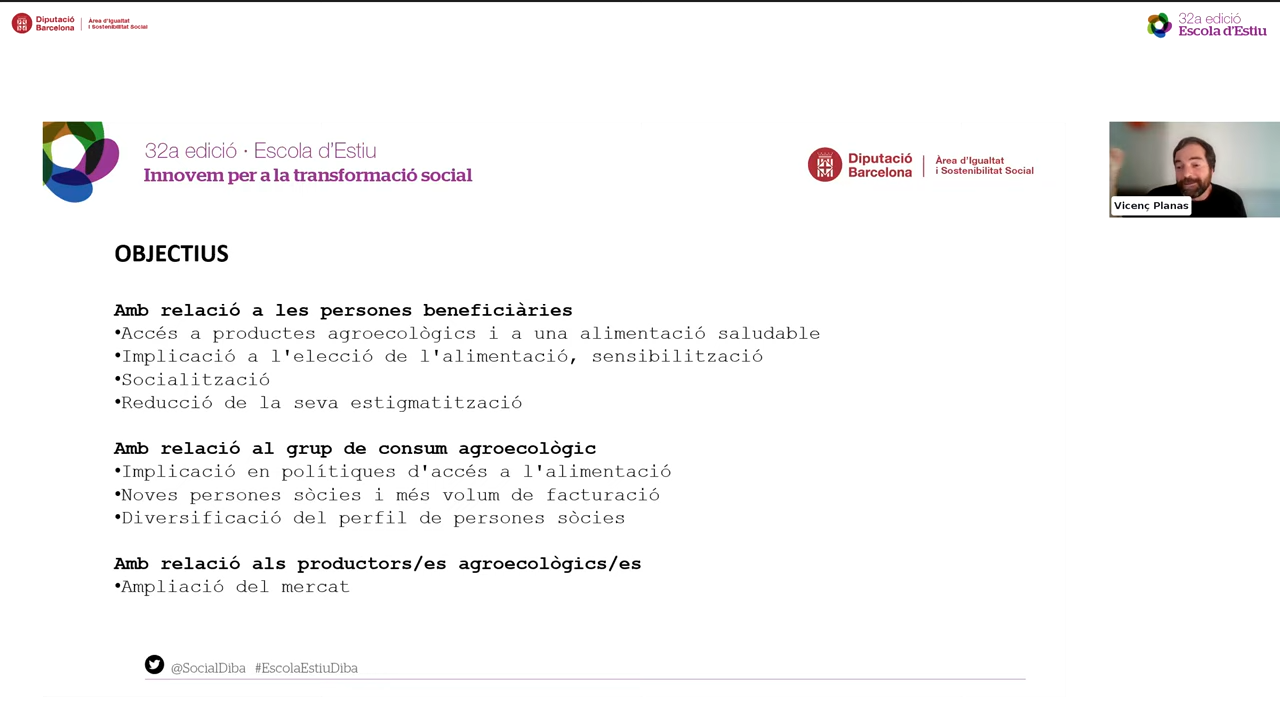 Diputació
Barcelona
Àrea d'Igualtat
i Sostenibilitat Social
32a edició
Escola d'Estiu
32a edició · Escola d'Estiu
Innovem per a la transformació social
Diputació
Barcelona
Àrea d'Igualtat
i Sostenibilitat Social
Vicenç Planas
OBJECTIUS
Amb relació a les persones beneficiàries
•Accés a productes agroecològics i a una alimentació saludable
•Implicació a l'elecció de l'alimentació, sensibilització
•Socialització
•Reducció de la seva estigmatització
Amb relació al grup de consum agroecològic
•Implicació en polítiques d'accés a l'alimentació
•Noves persones sòcies i més volum de facturació
•Diversificació del perfil de persones sòcies
Amb relació als productors/es agroecològics/es
•Ampliació del mercat
@SocialDiba #EscolaEstiuDiba